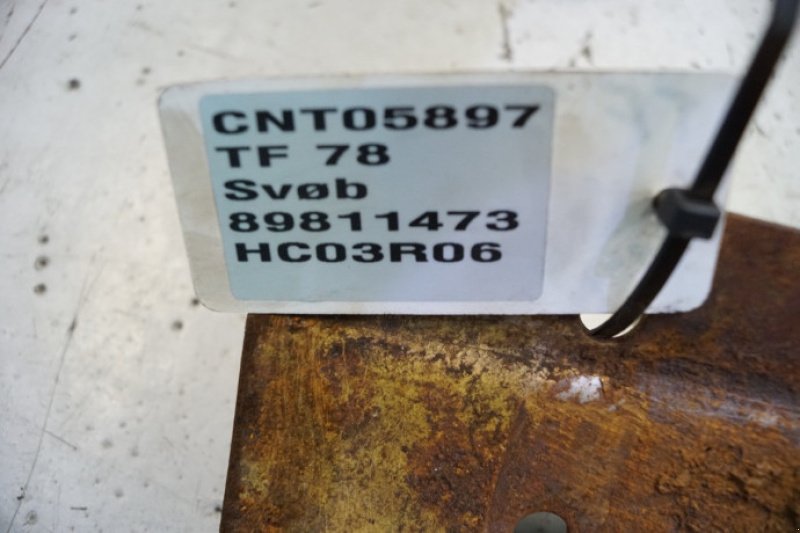 CNT05897
TF 78
Svøb
89811473
HC03R06